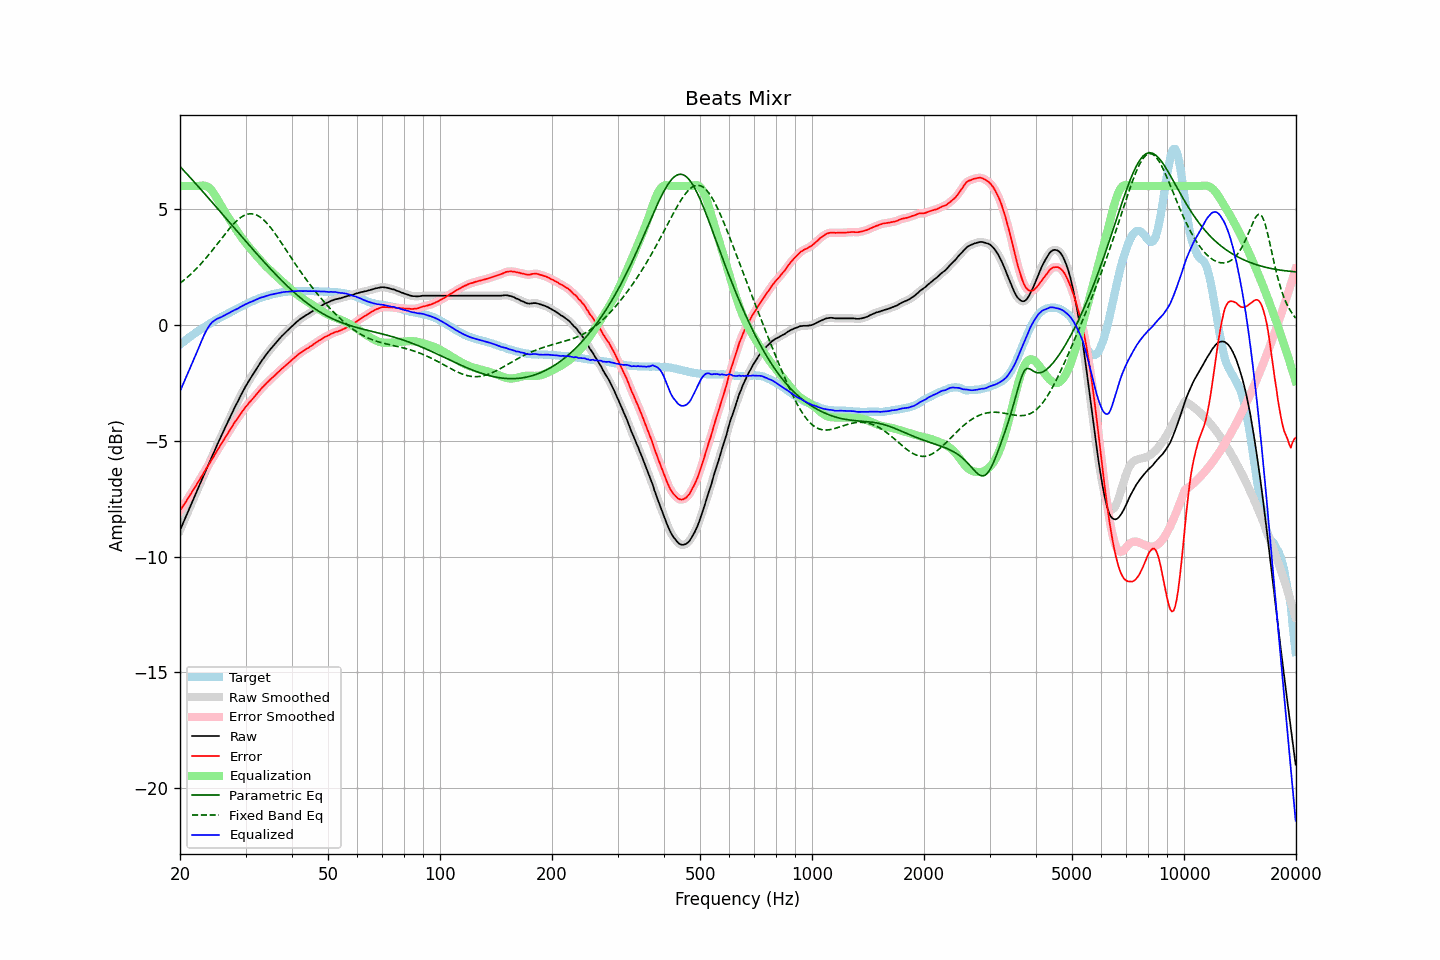 Beats Mixr
Amplitude (dBr)
5
0
−5
−10
−15
−20
Target
Raw Smoothed
Error Smoothed
Raw
Error
Equalization
Parametric Eq
Fixed Band Eq
Equalized
20 50 100 200 500 1000 2000 5000 10000 20000
Frequency (Hz)